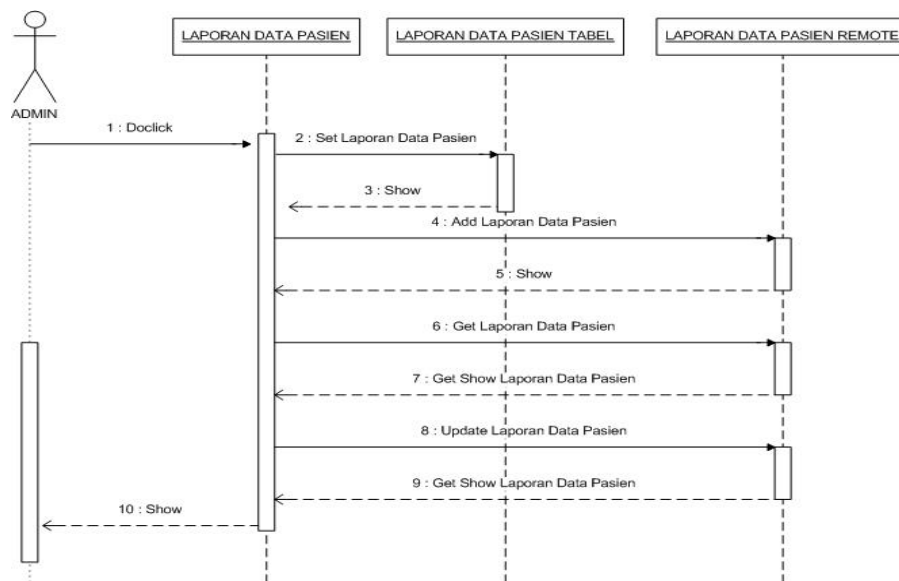 LAPORAN DATA PASIEN
LAPORAN DATA PASIEN TABEL
LAPORAN DATA PASIEN REMOTE
ADMIN
1 : Doclick
2 : Set Laporan Data Pasien
3 : Show
4 : Add Laporan Data Pasien
5 : Show
6 : Get Laporan Data Pasien
7 : Get Show Laporan Data Pasien
8 : Update Laporan Data Pasien
9 : Get Show Laporan Data Pasien
10 : Show